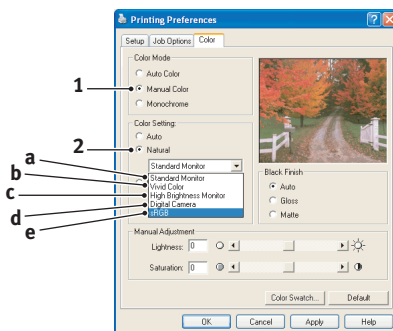 Printing Preferences
Setup Job Options Color
Color Mode
Auto Color
1
Manual Color
Monochrome
Color Setting:
Auto
2
Natural
a
Standard Monitor
b
Standard Monitor
Vivid Color
c
High Brightness Monitor
d
Digital Camera
e
sRGB
Black Finish
Auto
Gloss
Matte
Manual Adjustment
Lightness: 0
Saturation: 0
Color Swatch... Default
OK Cancel Apply Help